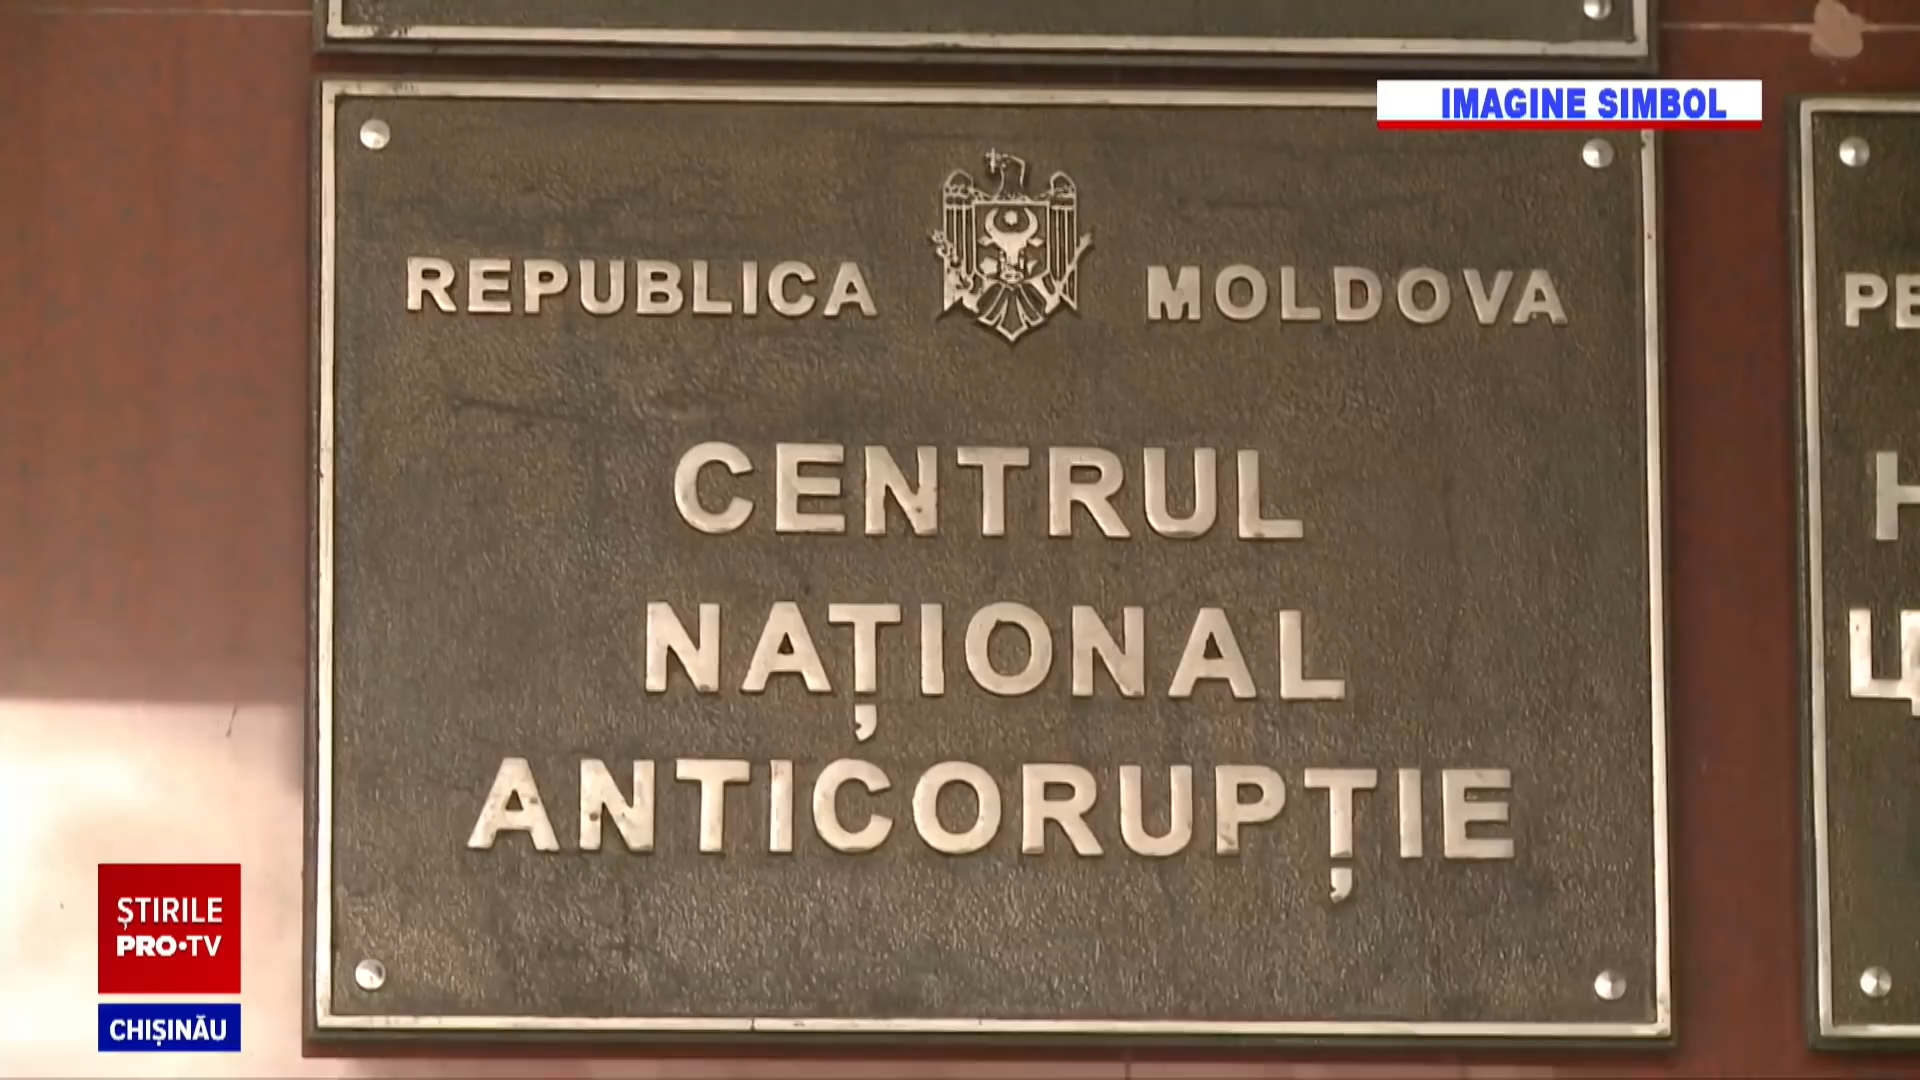 IMAGINE SIMBOL
REPUBLICA MOLDOVA
CENTRUL
NAȚIONAL
ANTICORUPȚIE
ȘTIRILE
PRO•TV
CHIȘINĂU